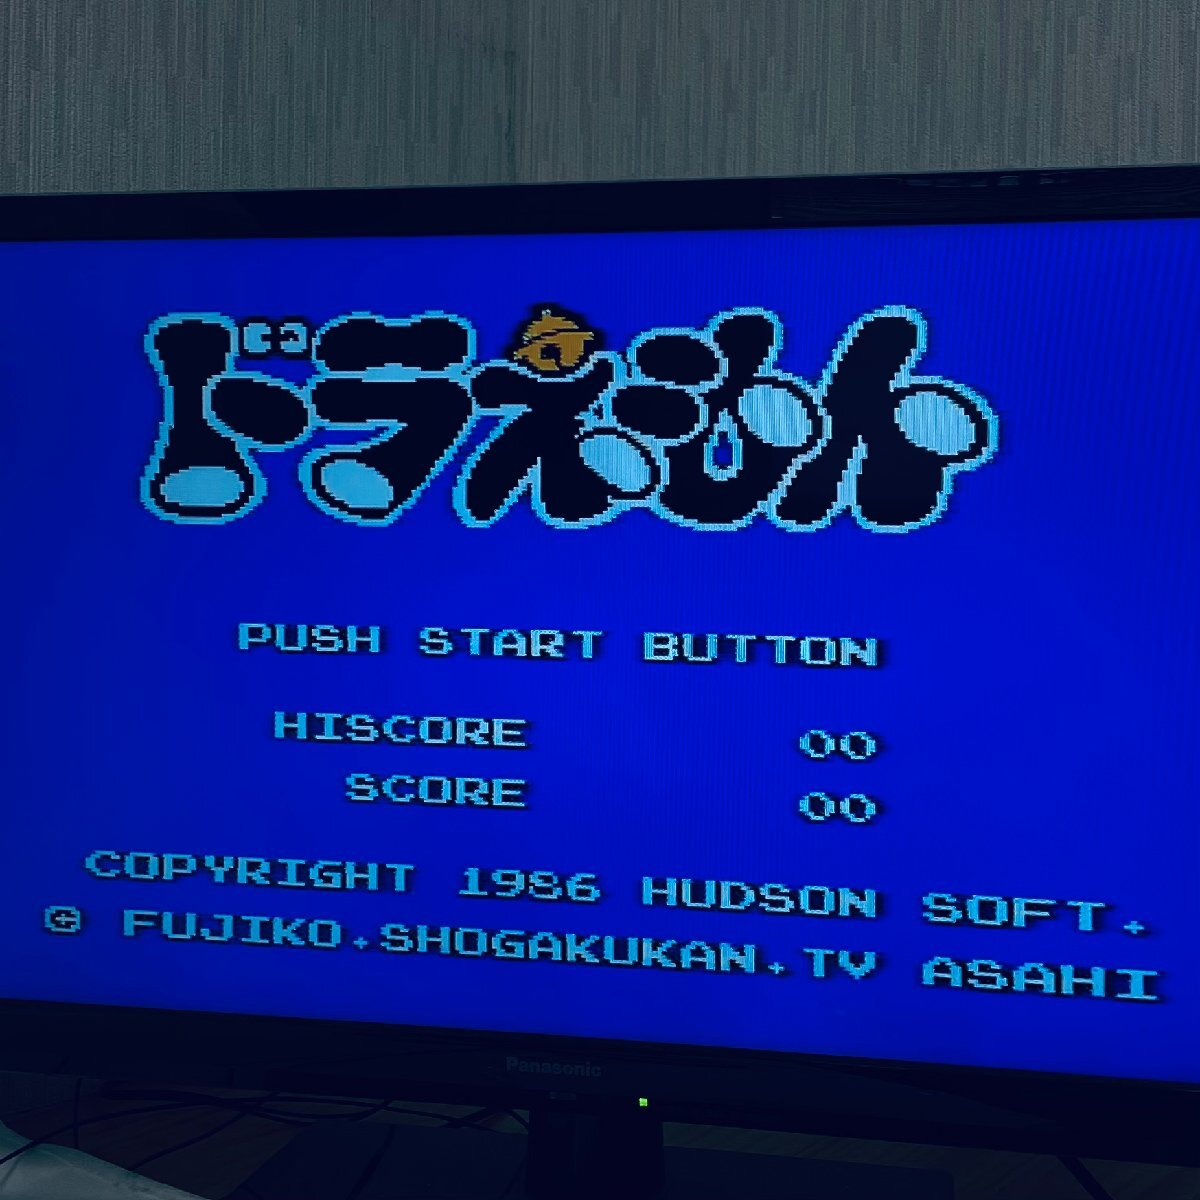 ドラえもん
PUSH START BUTTON
HISCORE 00
SCORE 00
COPYRIGHT 1986 HUDSON SOFT.
© FUJIKO.SHOGAKUKAN.TV ASAHI
Panasonic